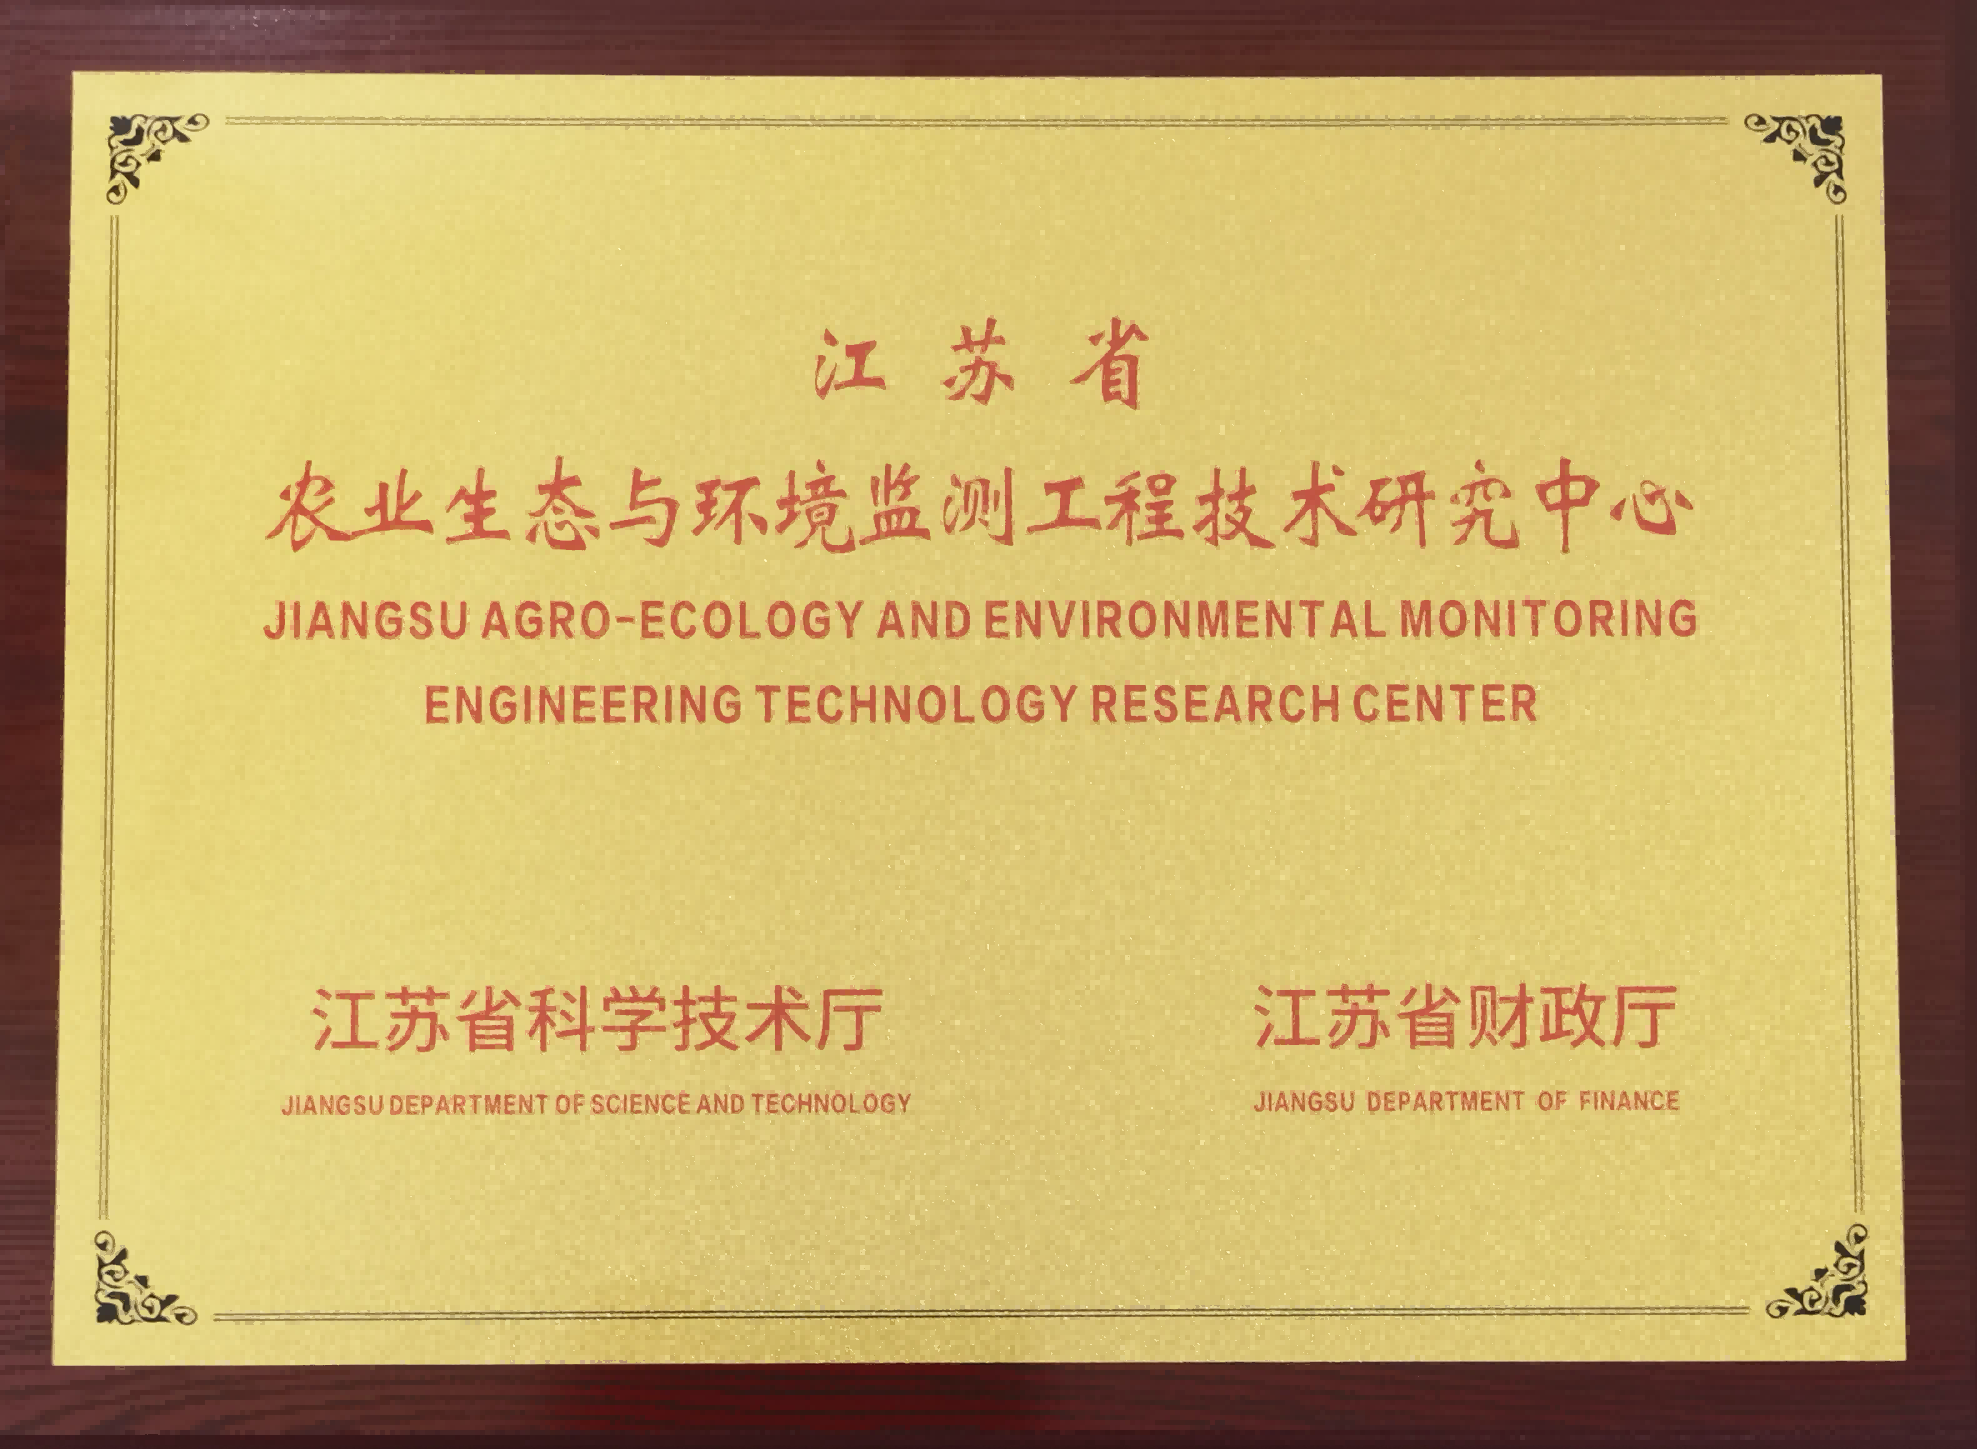 江苏省
农业生态与环境监测工程技术研究中心
JIANGSU AGRO-ECOLOGY AND ENVIRONMENTAL MONITORING
ENGINEERING TECHNOLOGY RESEARCH CENTER
江苏省科学技术厅
JIANGSU DEPARTMENT OF SCIENCE AND TECHNOLOGY
江苏省财政厅
JIANGSU DEPARTMENT OF FINANCE